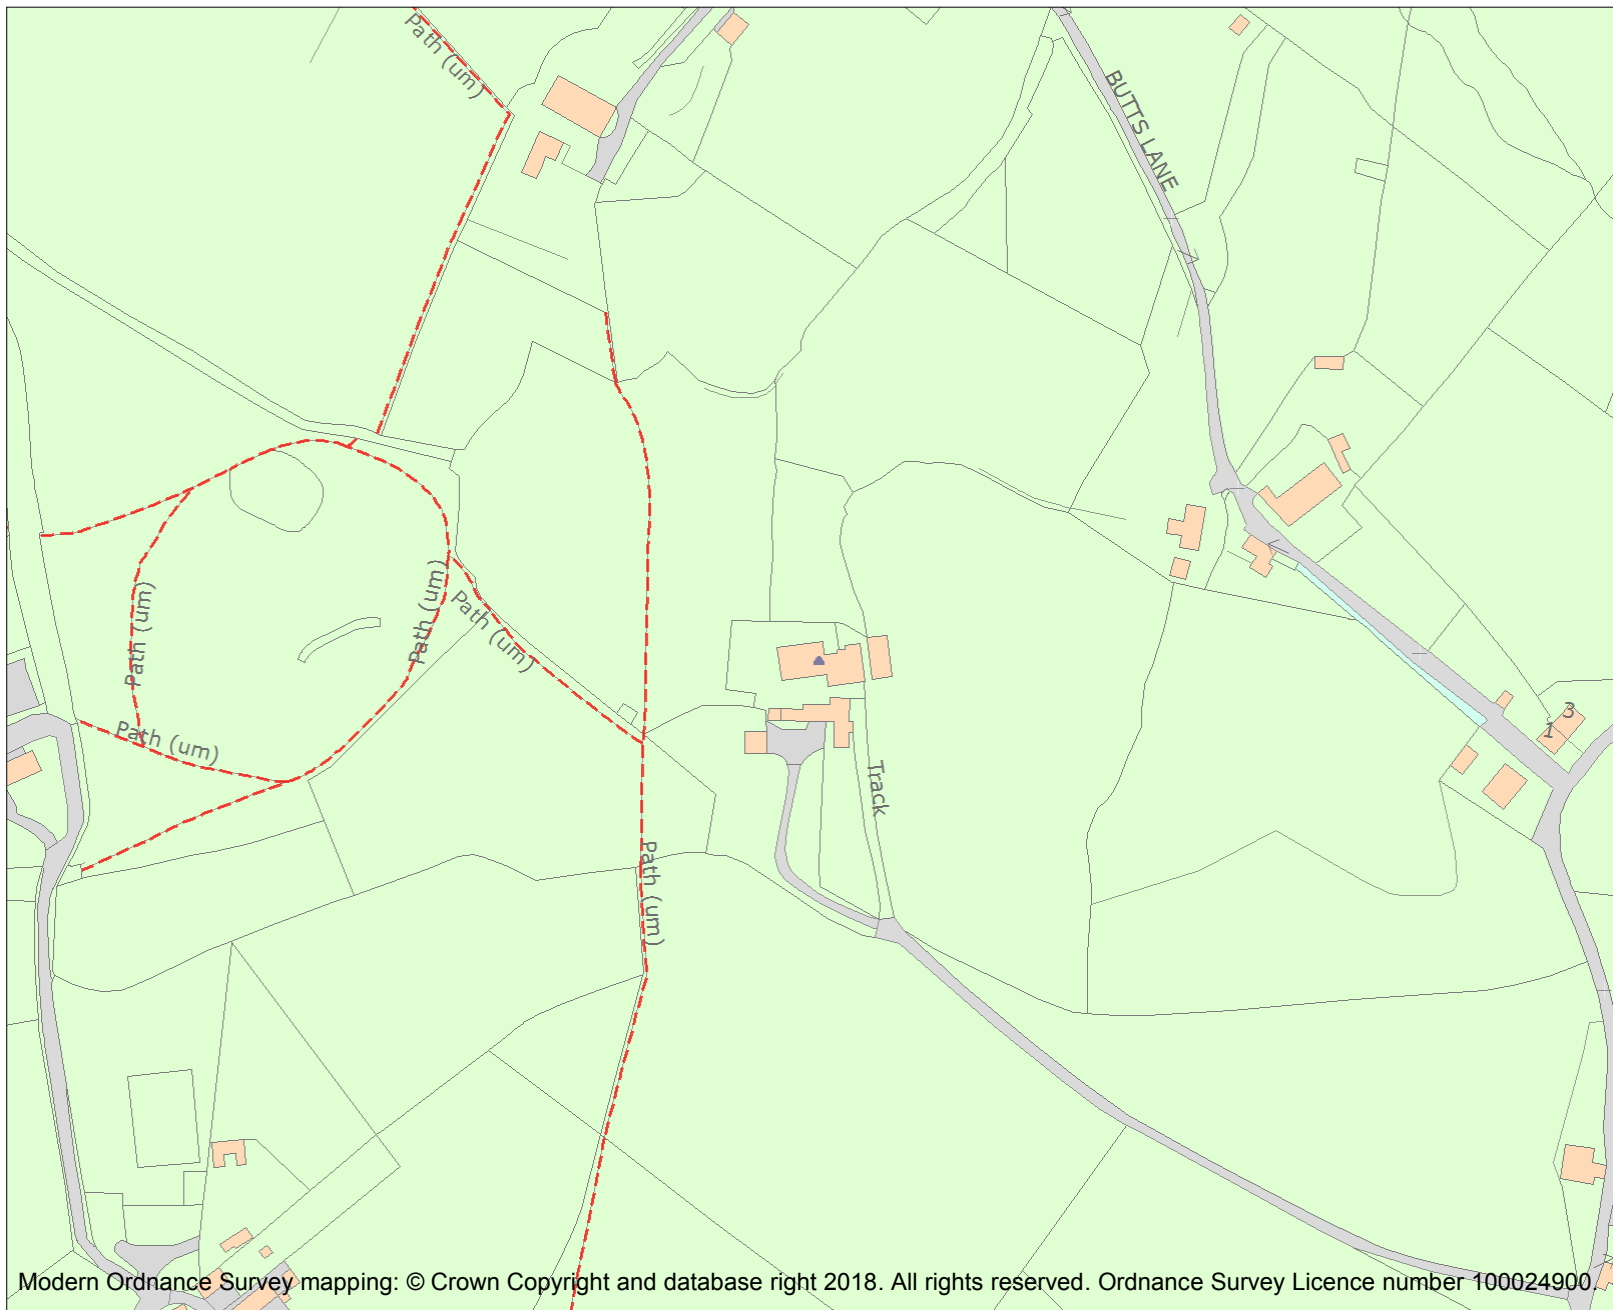 Path (um)
BUTTS LANE
Path (um)
Path (um)
Path (um)
Path (um)
3
1
Track
Path (um)
Modern Ordnance Survey mapping: © Crown Copyright and database right 2018. All rights reserved. Ordnance Survey Licence number 100024900.